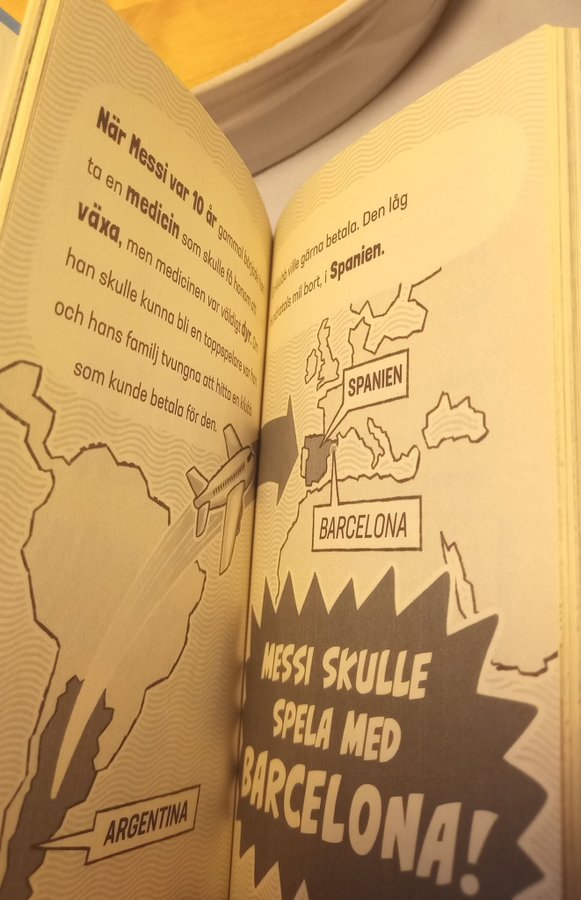 När Messi var 10 år gammal började han
ta en medicin som skulle få honom att
växa, men medicinen var väldigt dyr. Om
han skulle kunna bli en toppspelare var han
och hans familj tvungna att hitta en klubb
som kunde betala för den.
ARGENTINA
klubb ville gärna betala. Den låg
mil bort, i Spanien.
SPANIEN
BARCELONA
MESSI SKULLE
SPELA MED
BARCELONA!